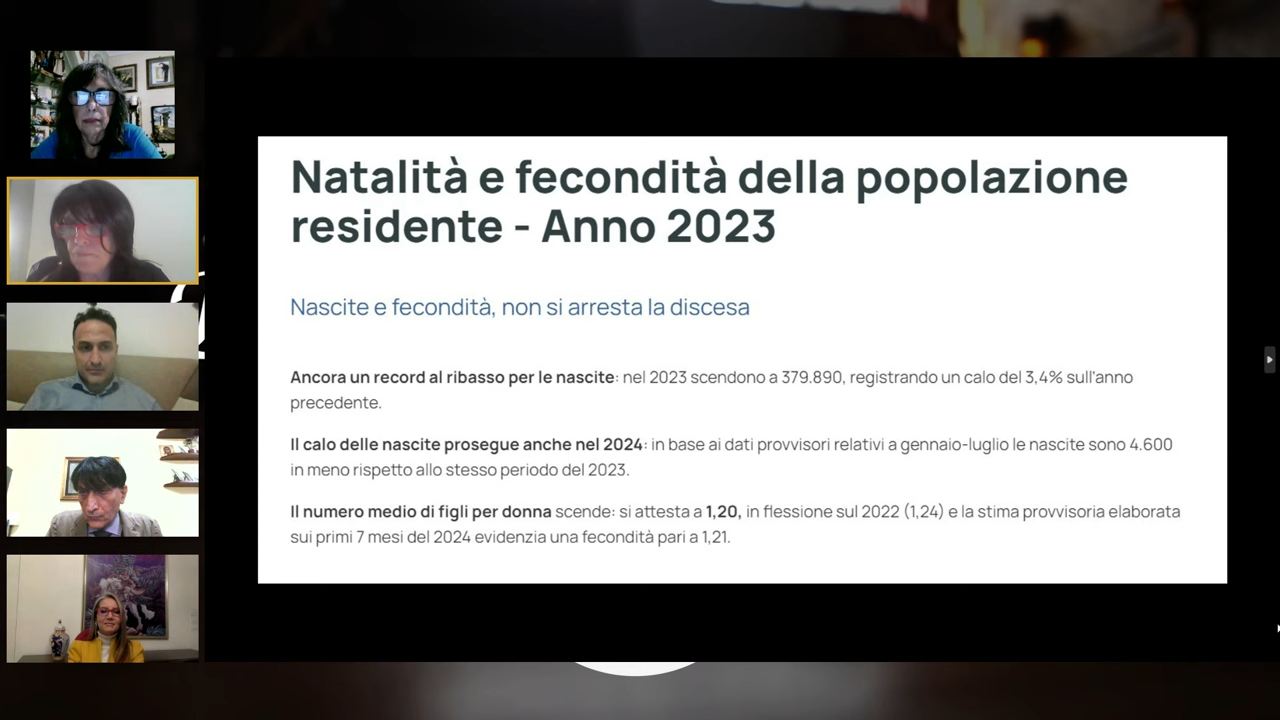 Natalità e fecondità della popolazione
residente - Anno 2023
Nascite e fecondità, non si arresta la discesa
Ancora un record al ribasso per le nascite: nel 2023 scendono a 379.890, registrando un calo del 3,4% sull'anno
precedente.
Il calo delle nascite prosegue anche nel 2024: in base ai dati provvisori relativi a gennaio-luglio le nascite sono 4.600
in meno rispetto allo stesso periodo del 2023.
Il numero medio di figli per donna scende: si attesta a 1,20, in flessione sul 2022 (1,24) e la stima provvisoria elaborata
sui primi 7 mesi del 2024 evidenzia una fecondità pari a 1,21.